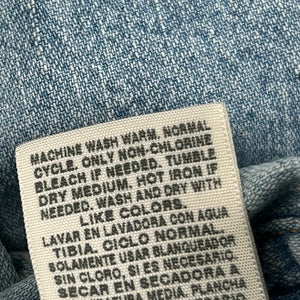 MACHINE WASH WARM, NORMAL
CYCLE. ONLY NON-CHLORINE
BLEACH IF NEEDED. TUMBLE
DRY MEDIUM. HOT IRON IF
NEEDED. WASH AND DRY WITH
LIKE COLORS.
LAVAR EN LAVADORA CON AGUA
TIBIA. CICLO NORMAL.
SOLAMENTE USAR BLANQUEADOR
SIN CLORO, SI ES NECESARIO.
SECAR EN SECADORA A
MEDIA, PLANCHA